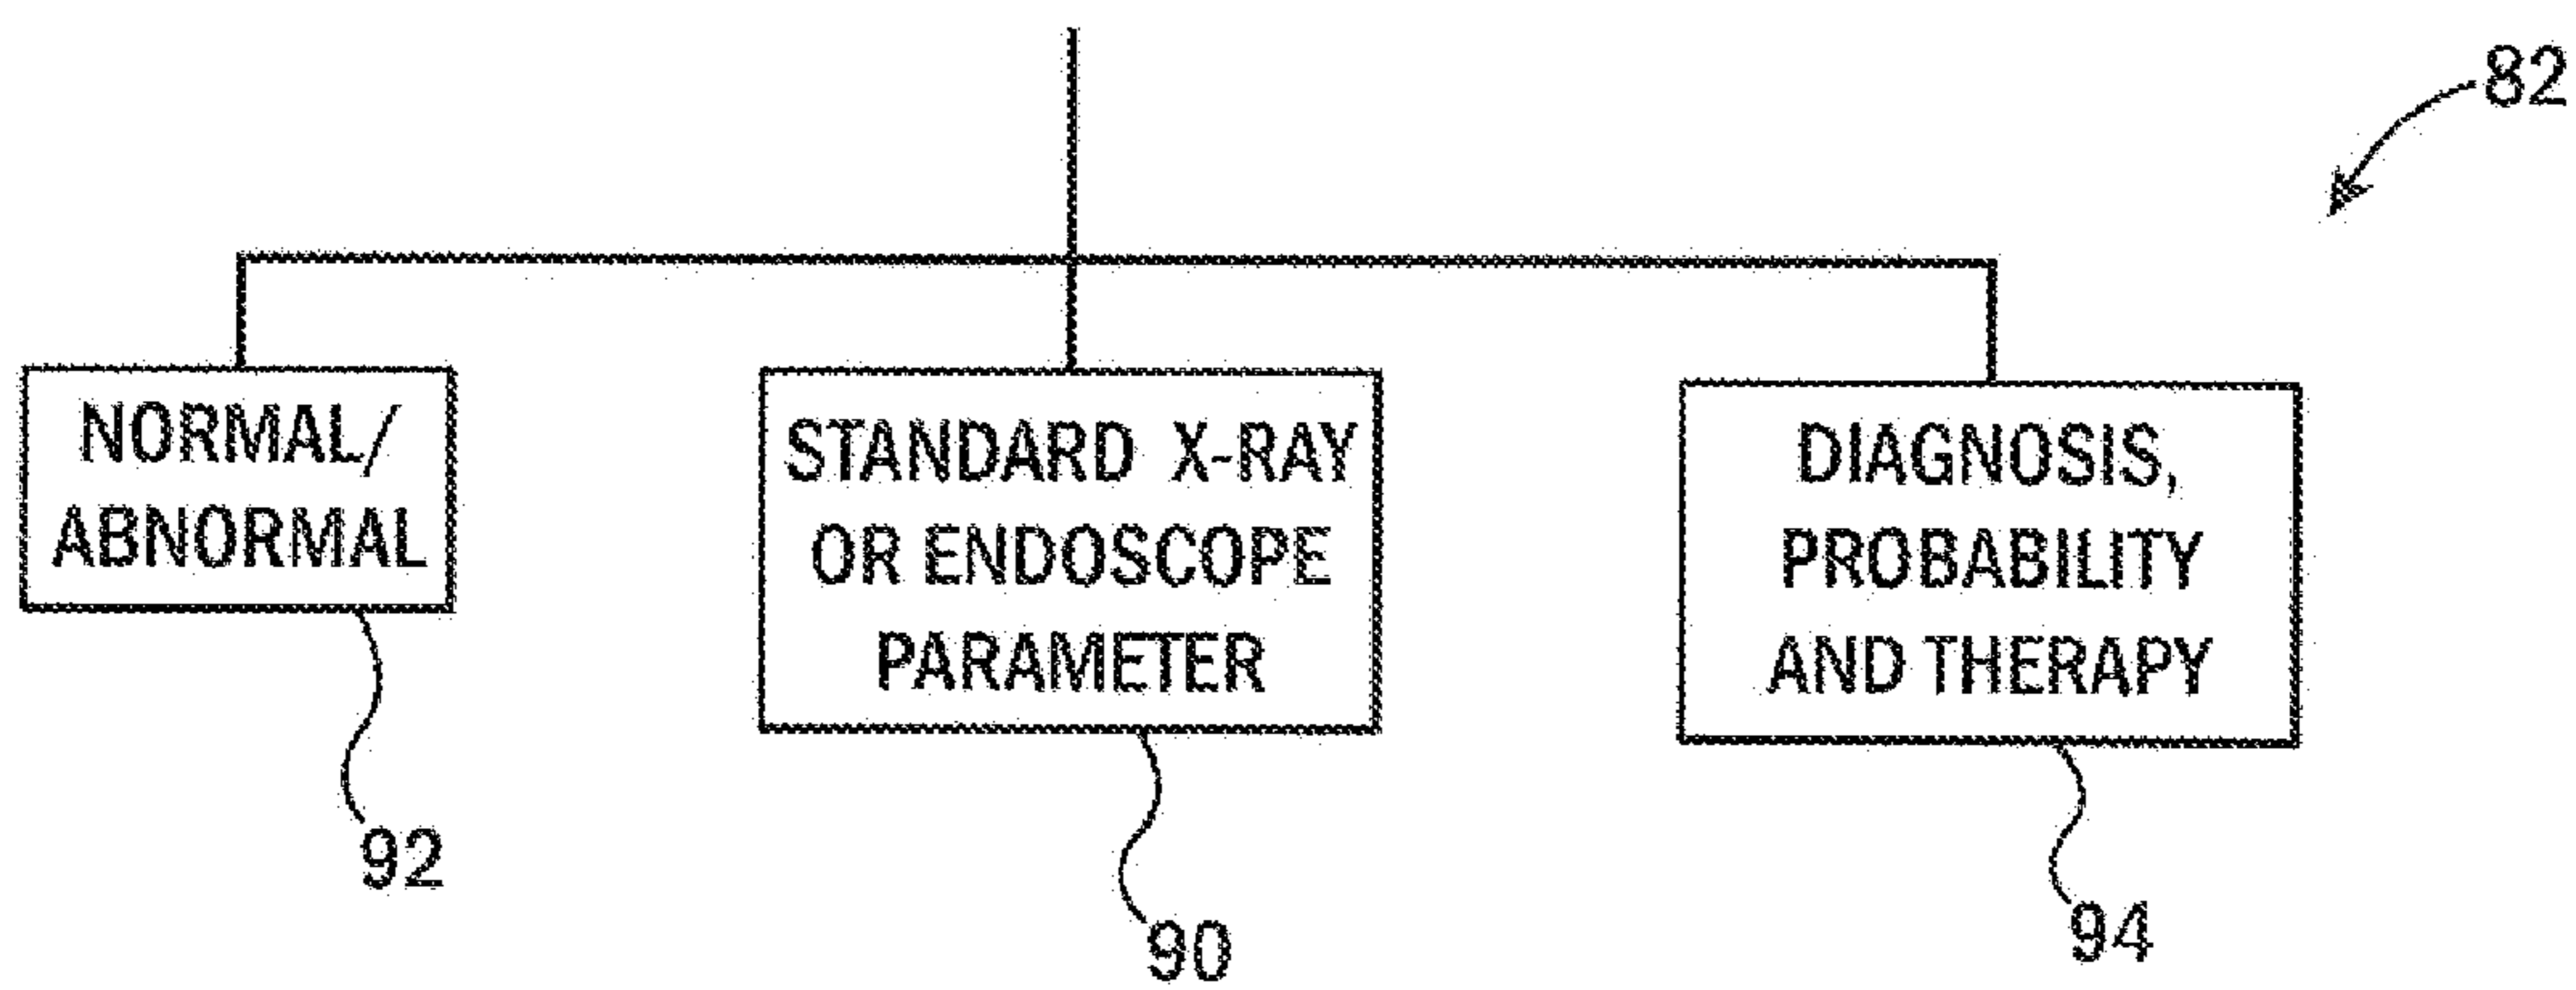 82
NORMAL/
ABNORMAL
92
STANDARD X-RAY
OR ENDOSCOPE
PARAMETER
90
DIAGNOSIS,
PROBABILITY
AND THERAPY
94